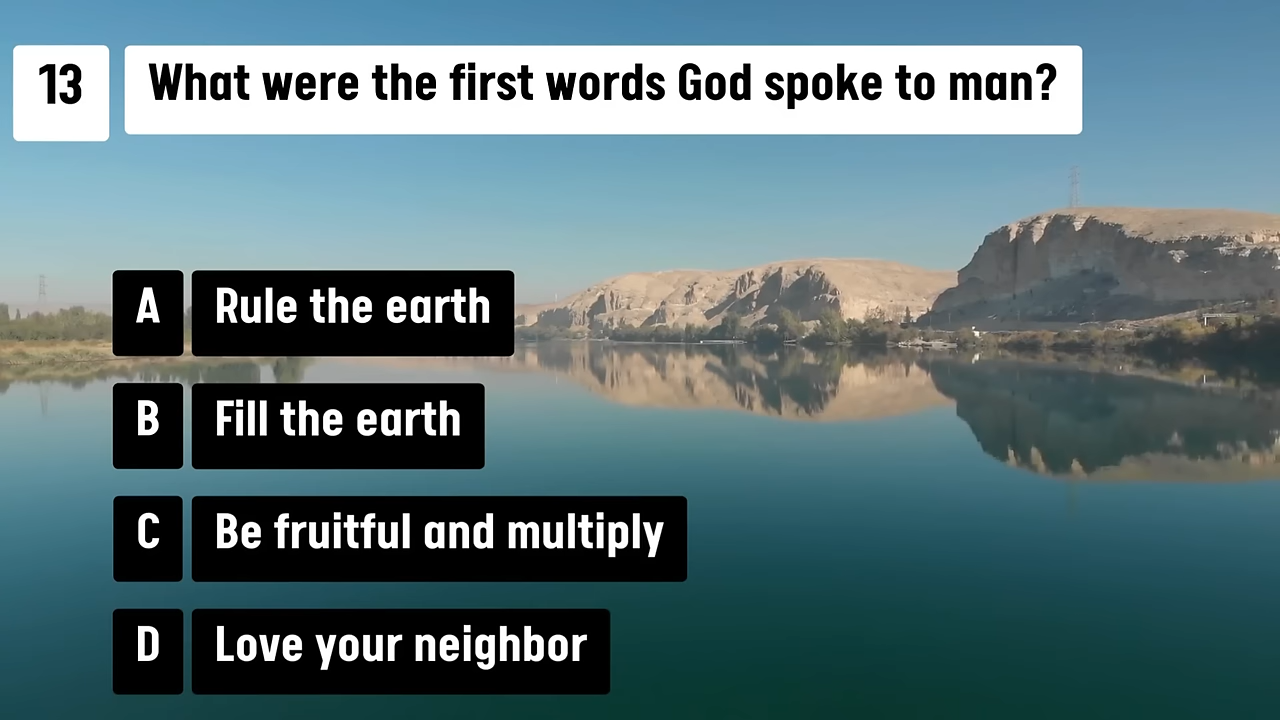 13 What were the first words God spoke to man?
A Rule the earth
B Fill the earth
C Be fruitful and multiply
D Love your neighbor